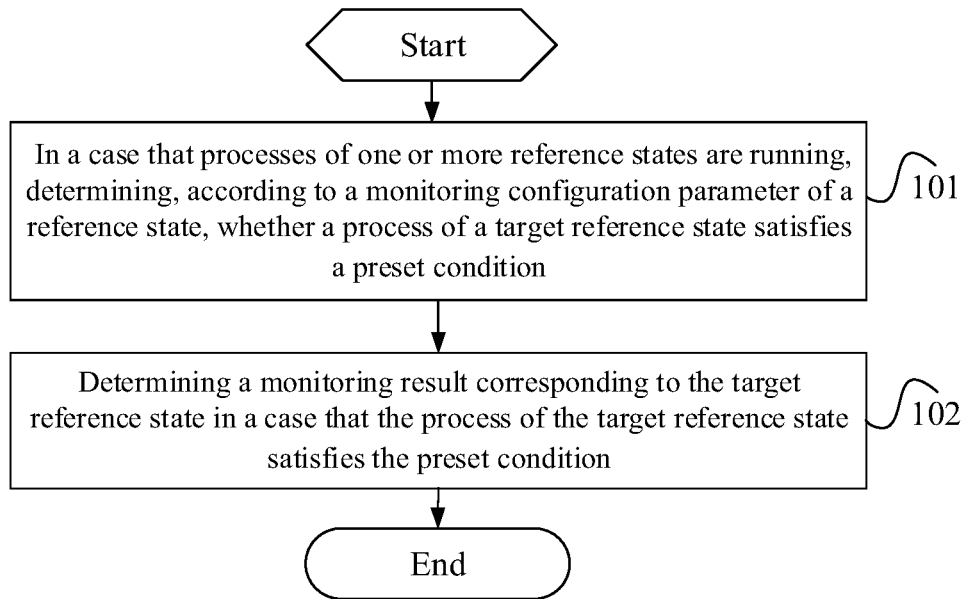 Start
In a case that processes of one or more reference states are running,
determining, according to a monitoring configuration parameter of a
reference state, whether a process of a target reference state satisfies
a preset condition
101
Determining a monitoring result corresponding to the target
reference state in a case that the process of the target reference state
satisfies the preset condition
102
End